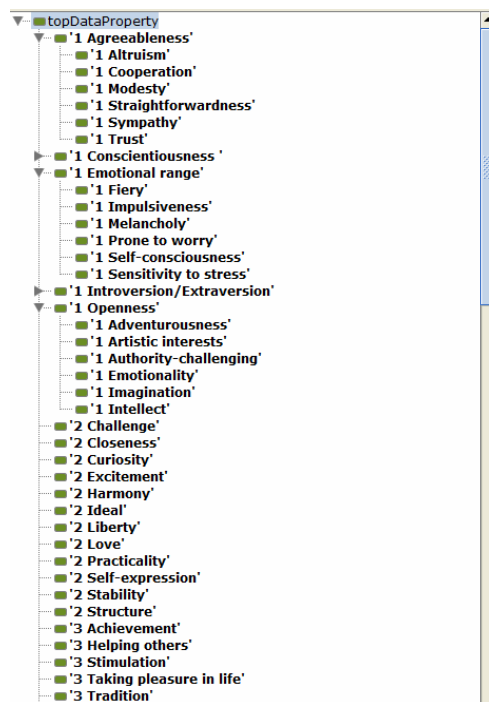 topDataProperty
'1 Agreeableness'
'1 Altruism'
'1 Cooperation'
'1 Modesty'
'1 Straightforwardness'
'1 Sympathy'
'1 Trust'
'1 Conscientiousness '
'1 Emotional range'
'1 Fiery'
'1 Impulsiveness'
'1 Melancholy'
'1 Prone to worry'
'1 Self-consciousness'
'1 Sensitivity to stress'
'1 Introversion/Extraversion'
'1 Openness'
'1 Adventurousness'
'1 Artistic interests'
'1 Authority-challenging'
'1 Emotionality'
'1 Imagination'
'1 Intellect'
'2 Challenge'
'2 Closeness'
'2 Curiosity'
'2 Excitement'
'2 Harmony'
'2 Ideal'
'2 Liberty'
'2 Love'
'2 Practicality'
'2 Self-expression'
'2 Stability'
'2 Structure'
'3 Achievement'
'3 Helping others'
'3 Stimulation'
'3 Taking pleasure in life'
'3 Tradition'